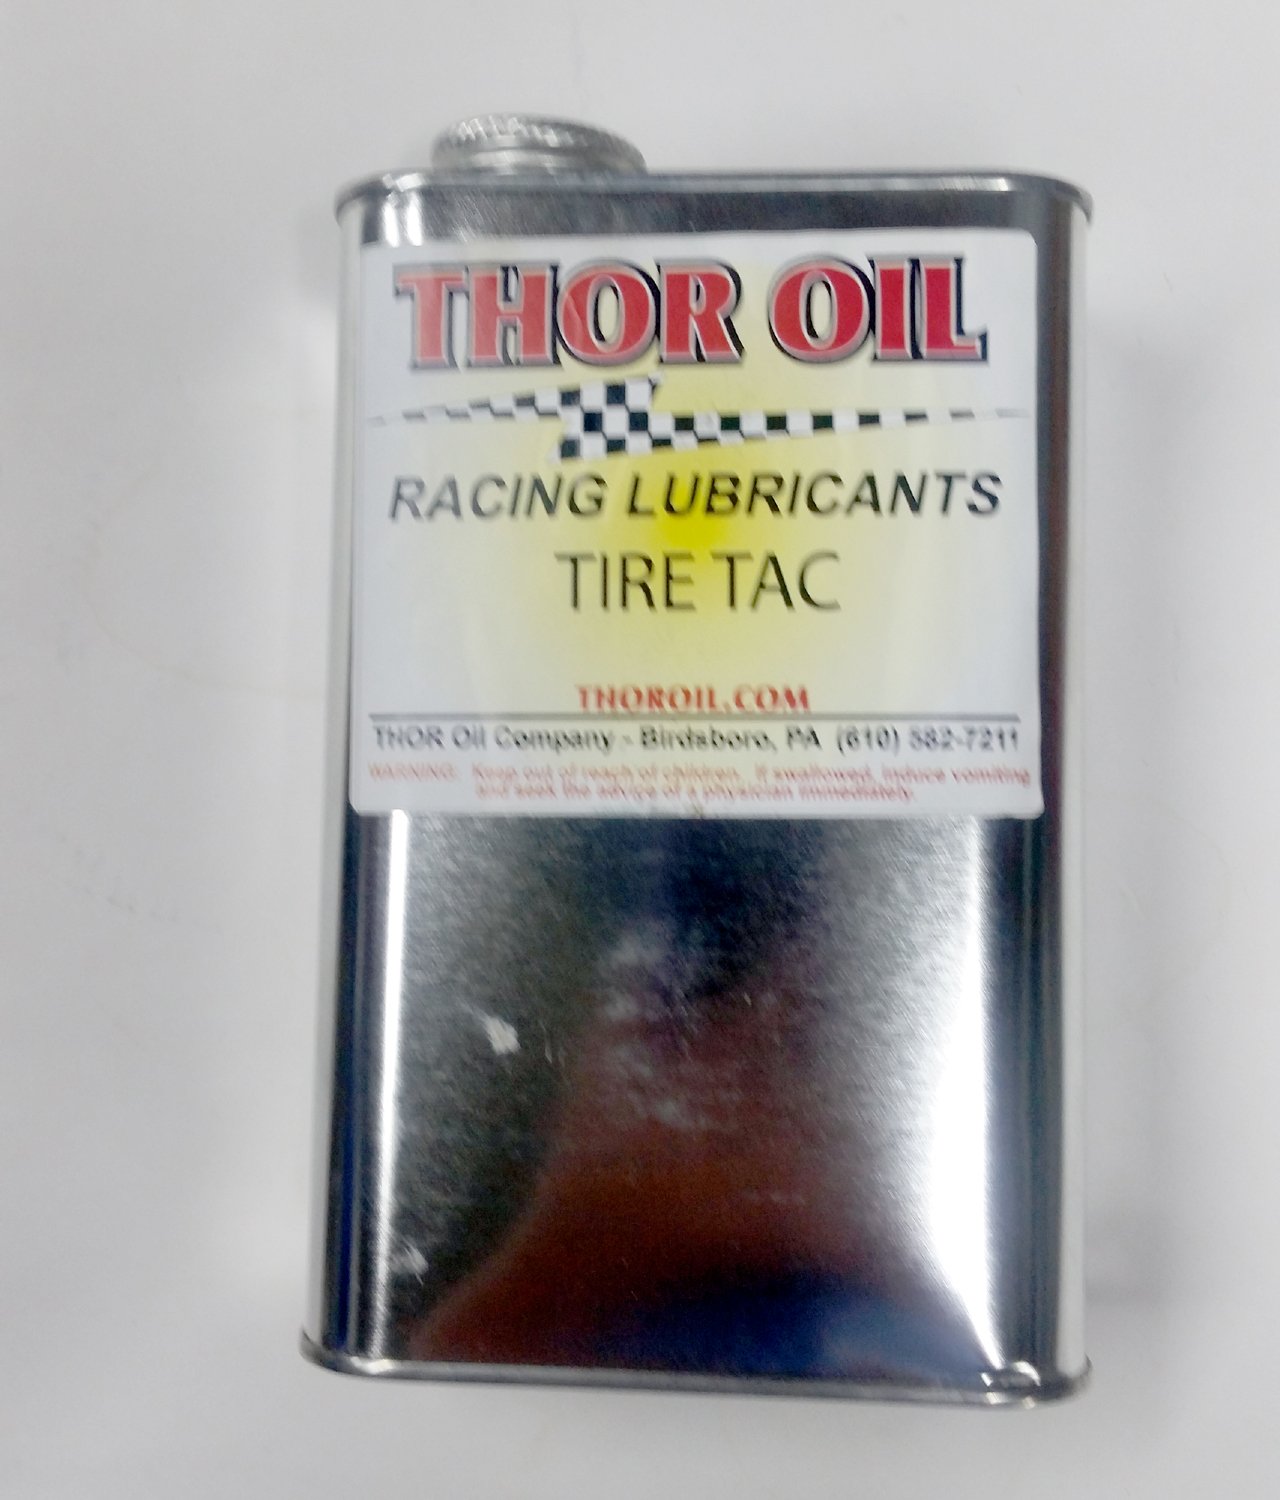 THOR OIL
RACING LUBRICANTS
TIRE TAC
THOROIL.COM
THOR Oil Company - Birdsboro, PA (610) 582-7211
WARNING: Keep out of reach of children. If swallowed, induce vomiting
and seek the advice of a physician immediately.